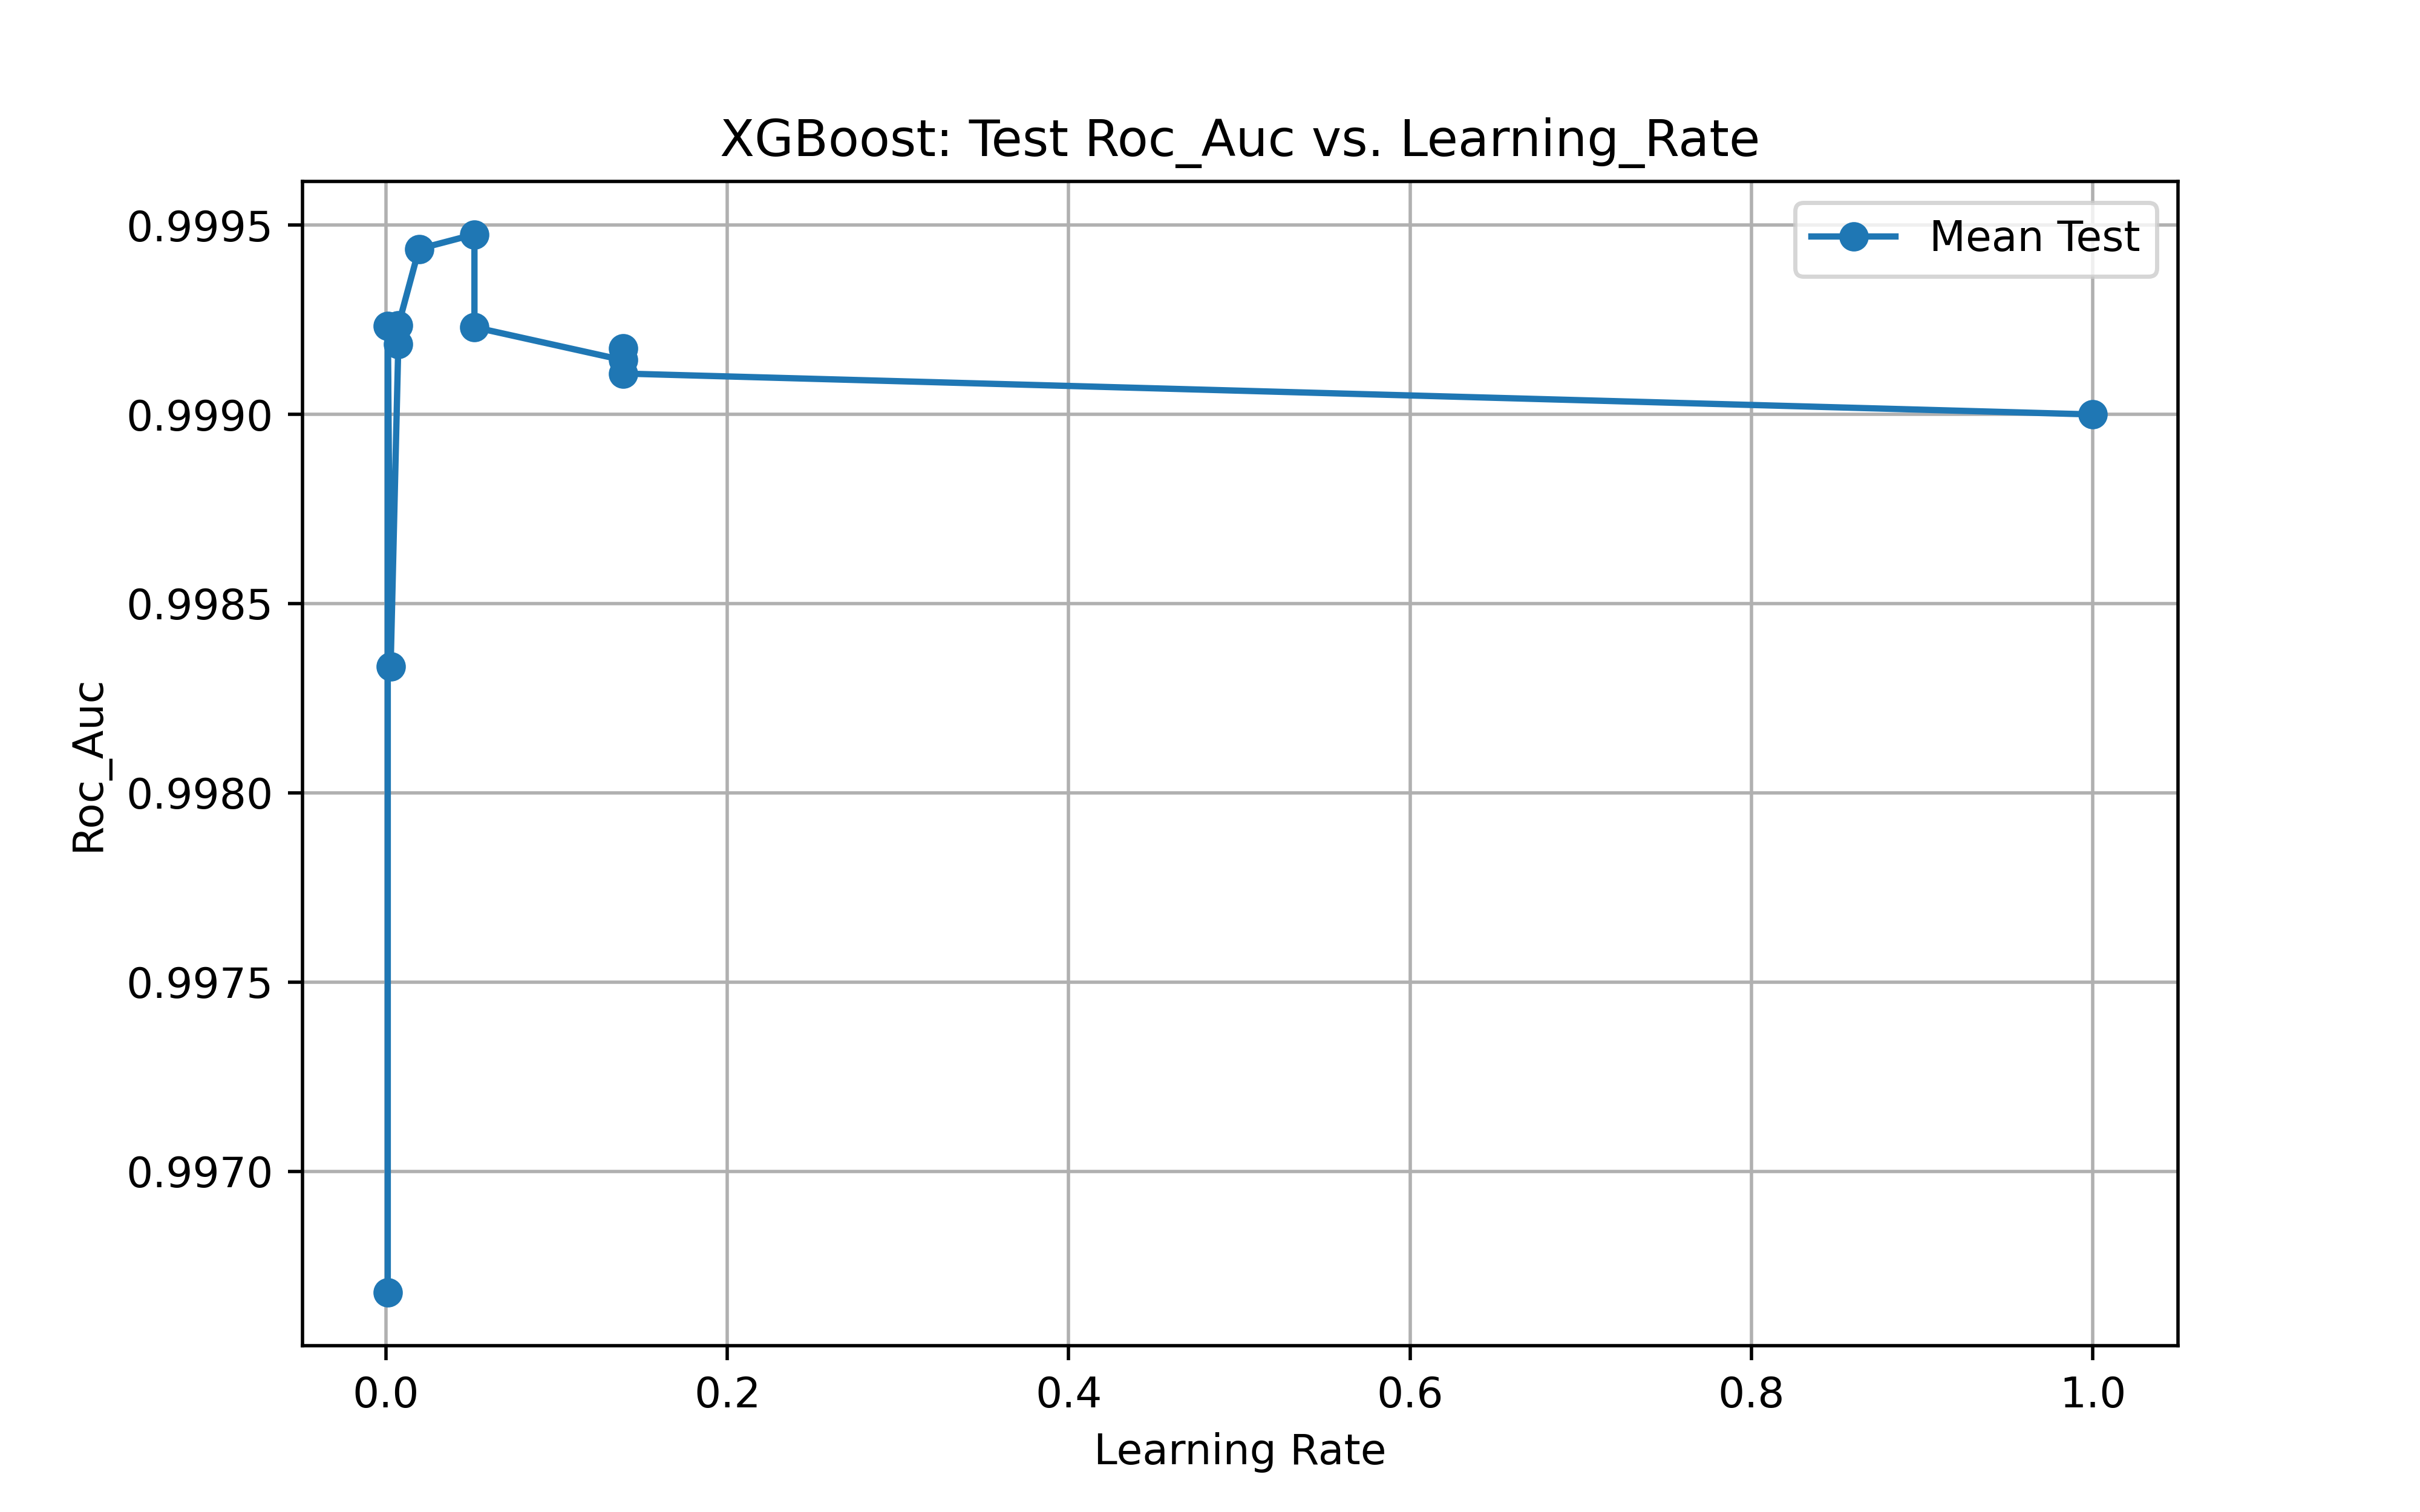 XGBoost: Test Roc_Auc vs. Learning_Rate
Mean Test
Roc_Auc
0.9995
0.9990
0.9985
0.9980
0.9975
0.9970
0.0 0.2 0.4 0.6 0.8 1.0
Learning Rate